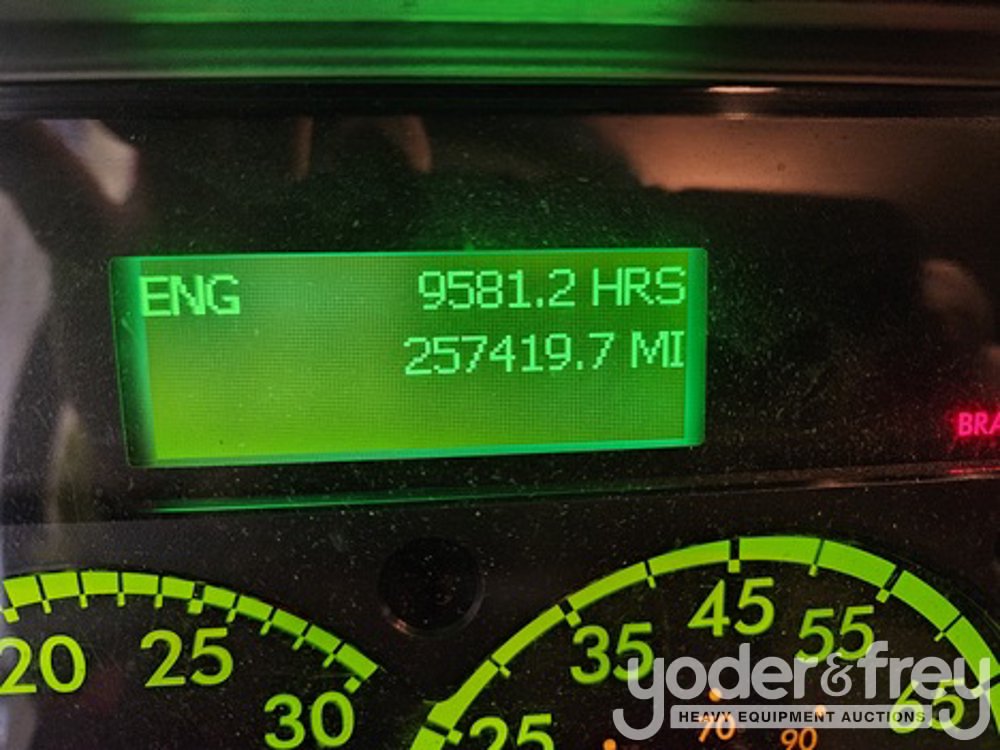 ENG 9581.2 HRS
257419.7 MI
BRA
20 25 30
25 35 45 55 65
70 90
yoder&frey
HEAVY EQUIPMENT AUCTIONS